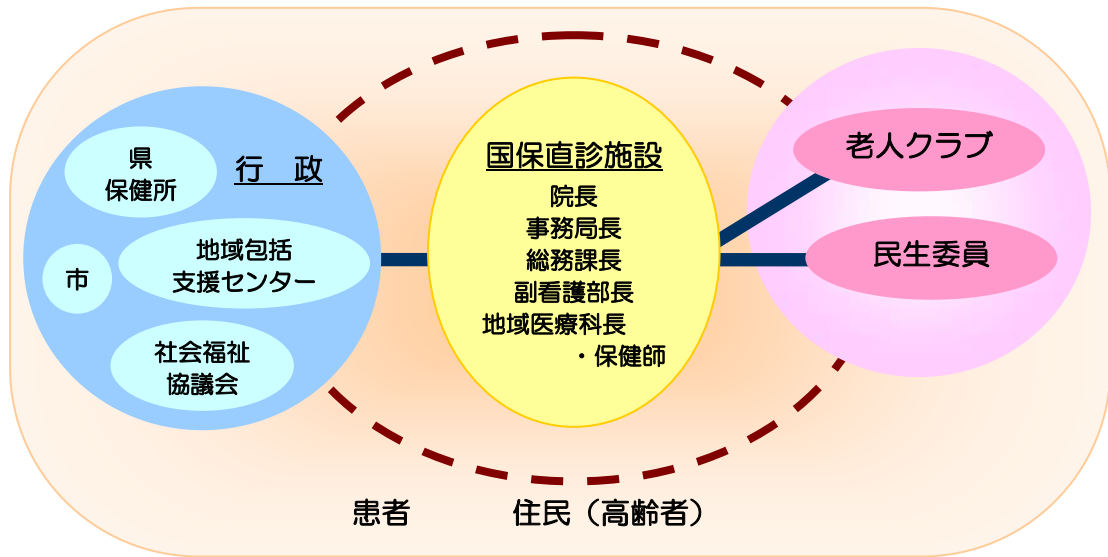 行　政
県
保健所
市
地域包括
支援センター
社会福祉
協議会
国保直診施設
院長
事務局長
総務課長
副看護部長
地域医療科長
・保健師
老人クラブ
民生委員
患者
住民（高齢者）